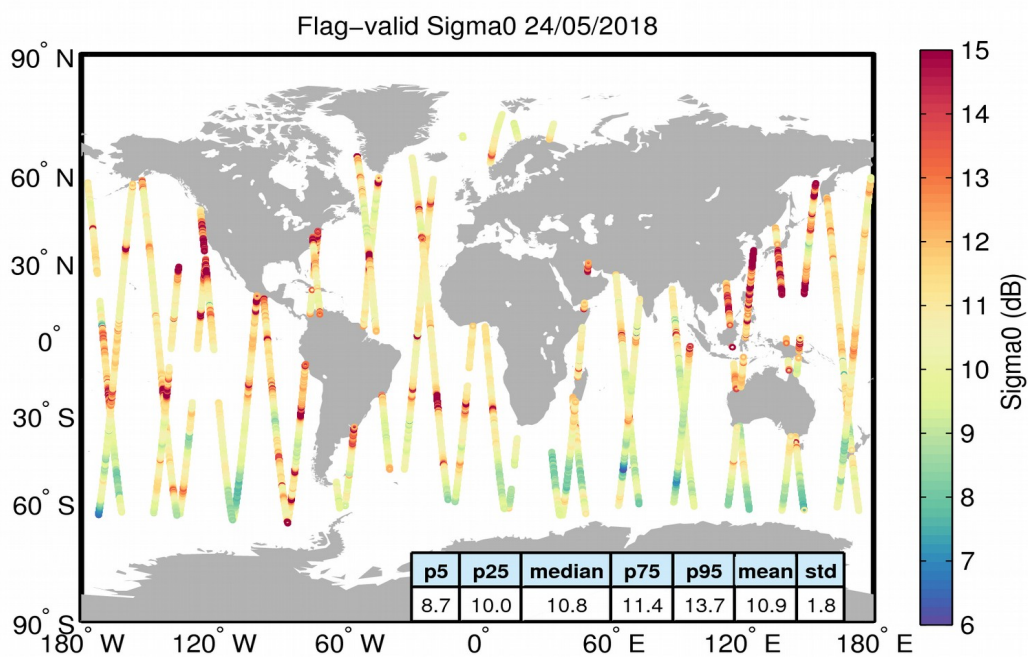 Flag–valid Sigma0 24/05/2018
90° N
60° N
30° N
0°
30° S
60° S
90° S
180° W
120° W
60° W
0°
60° E
120° E
180° E
15
14
13
12
11
10
9
8
7
6
Sigma0 (dB)
p5 p25 median p75 p95 mean std
8.7 10.0 10.8 11.4 13.7 10.9 1.8